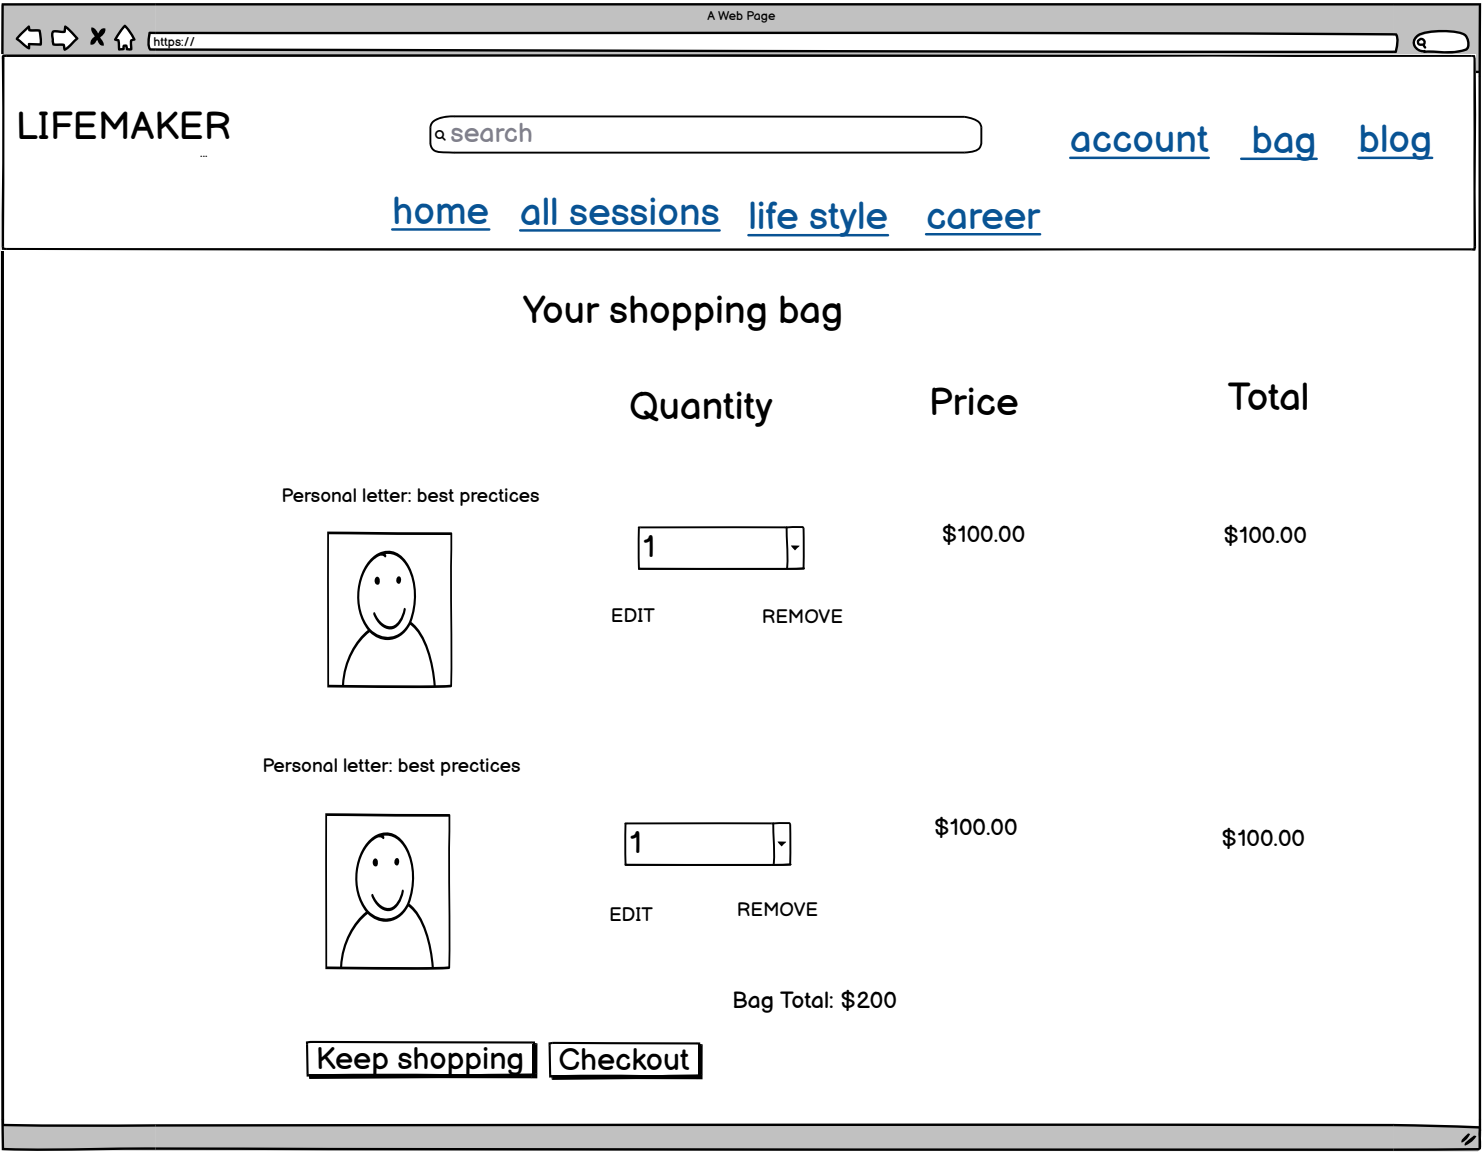 A Web Page
https://
LIFEMAKER
...
search
account bag blog
home all sessions life style career
Your shopping bag
Quantity Price Total
Personal letter: best prectices
1 $100.00 $100.00
EDIT REMOVE
Personal letter: best prectices
1 $100.00 $100.00
EDIT REMOVE
Bag Total: $200
Keep shopping Checkout